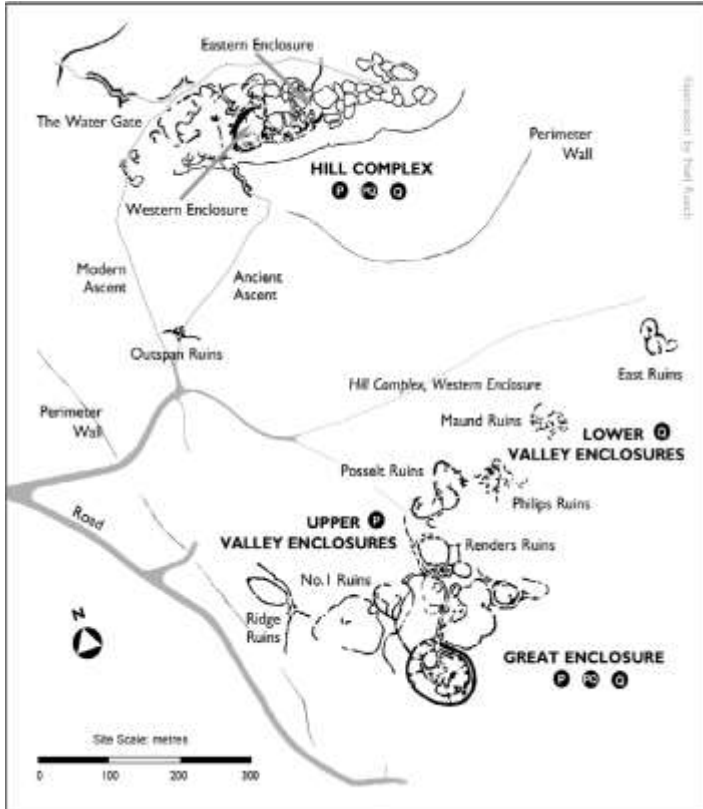 Eastern Enclosure
The Water Gate
Perimeter
Wall
HILL COMPLEX
P PQ Q
Western Enclosure
Modern
Ascent
Ancient
Ascent
Outspan Ruins
East Ruins
Hill Complex, Western Enclosure
Perimeter
Wall
Maund Ruins
LOWER Q
VALLEY ENCLOSURES
Posselt Ruins
Philips Ruins
Road
UPPER P
VALLEY ENCLOSURES
Renders Ruins
No.1 Ruins
Ridge
Ruins
N
GREAT ENCLOSURE
P PQ Q
Site Scale: metres
0 100 200 300